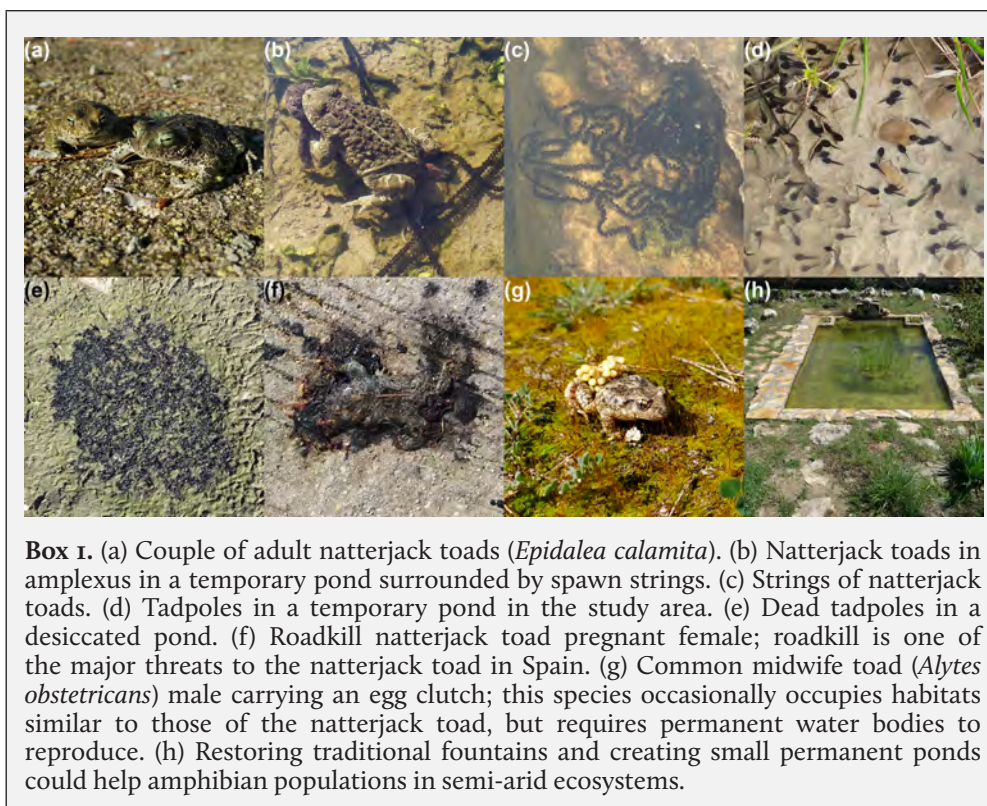 (a) (b) (c) (d)
(e) (f) (g) (h)
Box 1. (a) Couple of adult natterjack toads (Epidalea calamita). (b) Natterjack toads in
amplexus in a temporary pond surrounded by spawn strings. (c) Strings of natterjack
toads. (d) Tadpoles in a temporary pond in the study area. (e) Dead tadpoles in a
desiccated pond. (f) Roadkill natterjack toad pregnant female; roadkill is one of
the major threats to the natterjack toad in Spain. (g) Common midwife toad (Alytes
obstetricans) male carrying an egg clutch; this species occasionally occupies habitats
similar to those of the natterjack toad, but requires permanent water bodies to
reproduce. (h) Restoring traditional fountains and creating small permanent ponds
could help amphibian populations in semi-arid ecosystems.